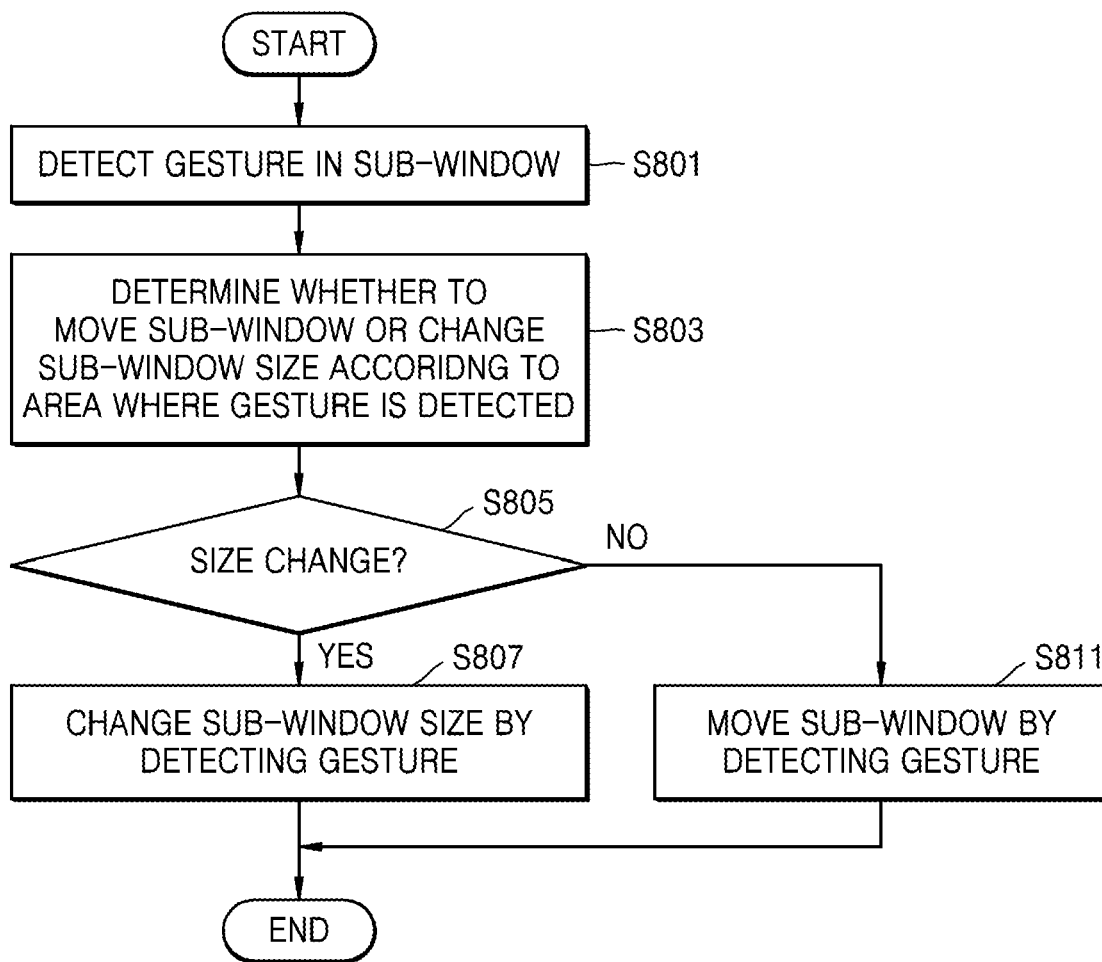 START
DETECT GESTURE IN SUB-WINDOW
S801
DETERMINE WHETHER TO
MOVE SUB-WINDOW OR CHANGE
SUB-WINDOW SIZE ACCORIDNG TO
AREA WHERE GESTURE IS DETECTED
S803
S805
SIZE CHANGE?
NO
YES
S807
CHANGE SUB-WINDOW SIZE BY
DETECTING GESTURE
S811
MOVE SUB-WINDOW BY
DETECTING GESTURE
END